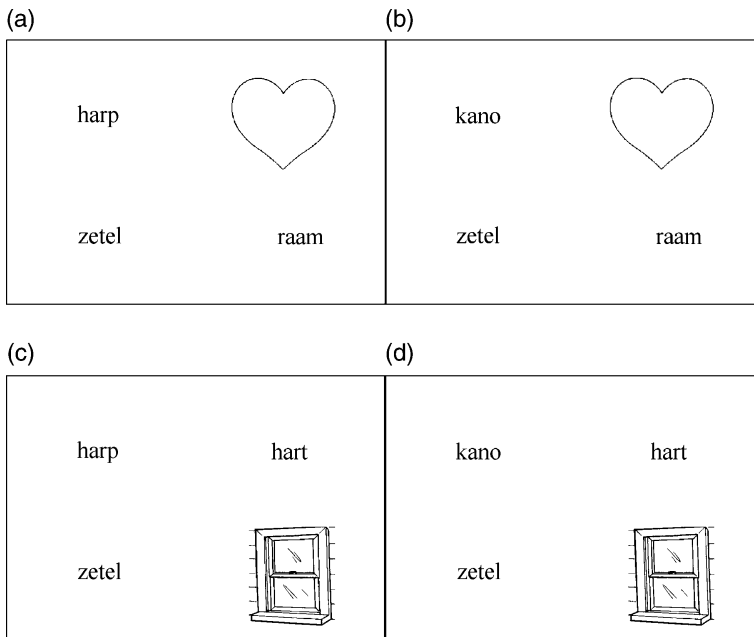 (a) (b)
harp kano
zetel raam zetel raam
(c) (d)
harp hart kano hart
zetel zetel